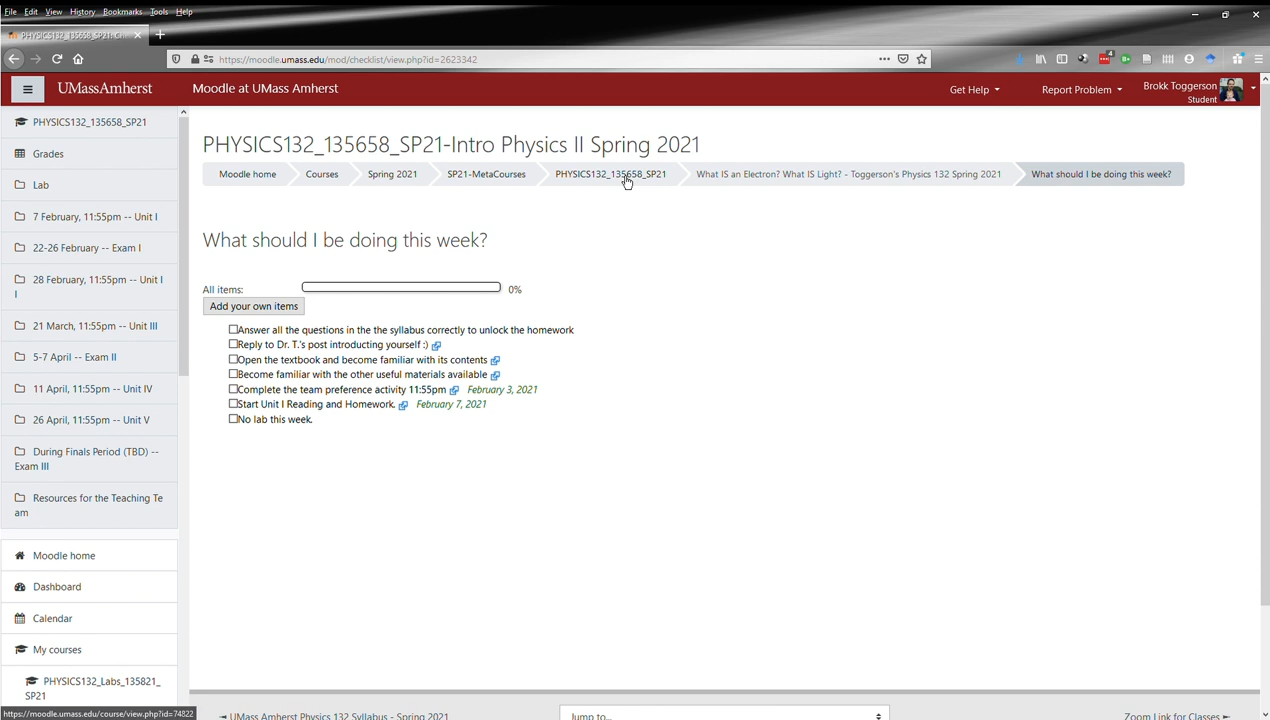 File Edit View History Bookmarks Tools Help
PHYSICS132_135658_SP21:
https://moodle.umass.edu/mod/checklist/view.php?id=2623342
4
UMassAmherst Moodle at UMass Amherst Get Help Report Problem Brokk Toggerson
Student
PHYSICS132_135658_SP21
Grades
Lab
7 February, 11:55pm -- Unit I
22-26 February -- Exam I
28 February, 11:55pm -- Unit I
I
21 March, 11:55pm -- Unit III
5-7 April -- Exam II
11 April, 11:55pm -- Unit IV
26 April, 11:55pm -- Unit V
During Finals Period (TBD) --
Exam III
Resources for the Teaching Te
am
Moodle home
Dashboard
Calendar
My courses
PHYSICS132_Labs_135821_
SP21
https://moodle.umass.edu/course/view.php?id=74822
PHYSICS132_135658_SP21-Intro Physics II Spring 2021
Moodle home Courses Spring 2021 SP21-MetaCourses PHYSICS132_135658_SP21 What IS an Electron? What IS Light? - Toggerson's Physics 132 Spring 2021 What should I be doing this week?
What should I be doing this week?
All items: 0%
Add your own items
Answer all the questions in the the syllabus correctly to unlock the homework
Reply to Dr. T.'s post introducting yourself :)
Open the textbook and become familiar with its contents
Become familiar with the other useful materials available
Complete the team preference activity 11:55pm February 3, 2021
Start Unit I Reading and Homework. February 7, 2021
No lab this week.
◄ UMass Amherst Physics 132 Syllabus - Spring 2021 Jump to... Zoom Link for Classes ►